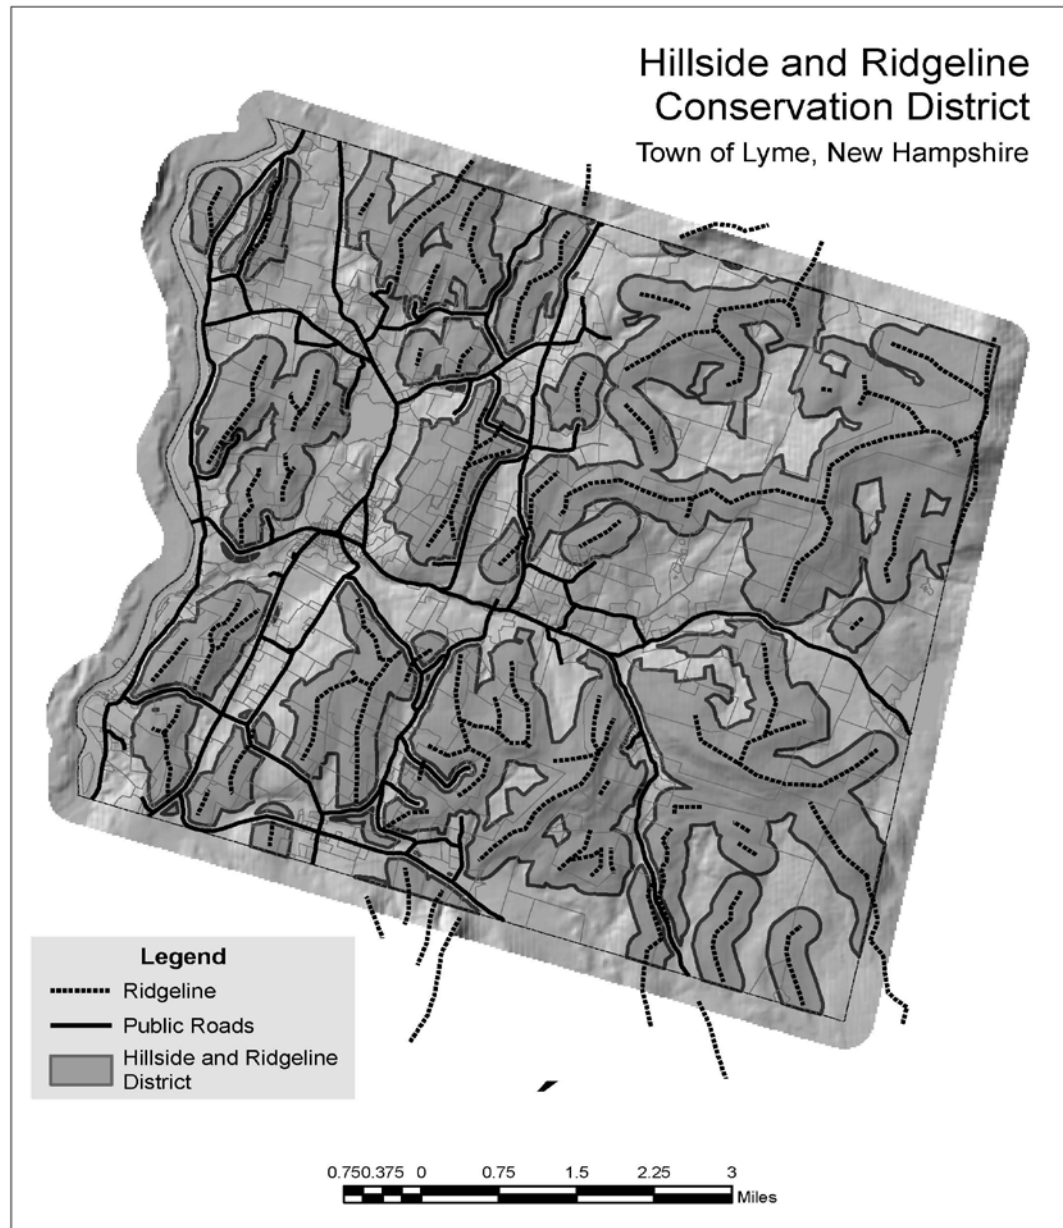 Hillside and Ridgeline
Conservation District
Town of Lyme, New Hampshire
Legend
Ridgeline
Public Roads
Hillside and Ridgeline
District
0.750.375 0 0.75 1.5 2.25 3
Miles